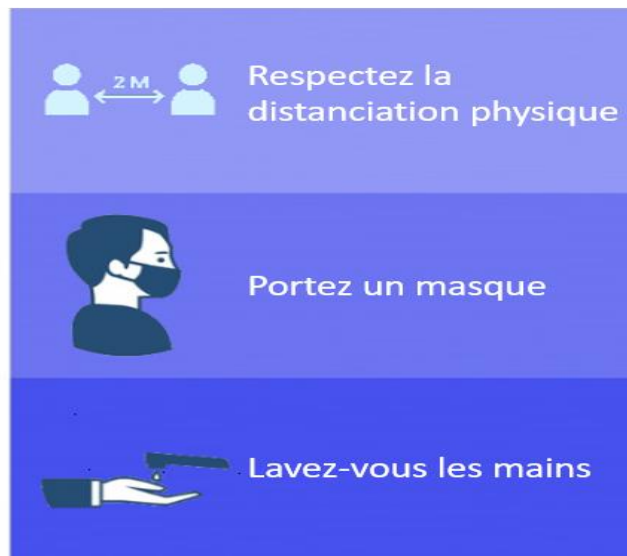 2 M
Respectez la
distanciation physique
Portez un masque
Lavez-vous les mains